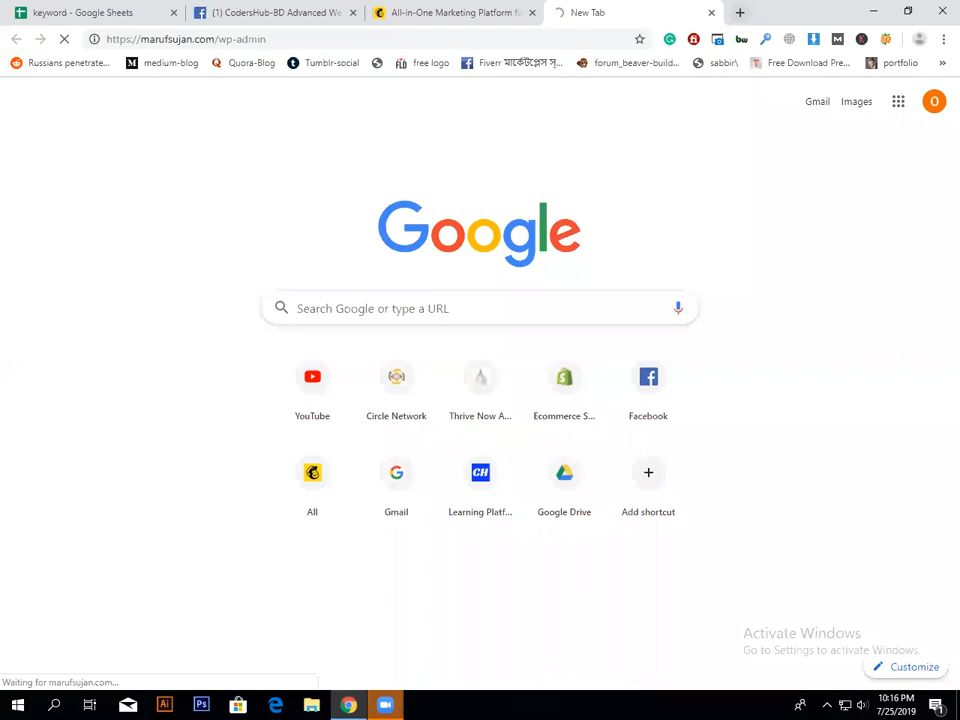 keyword - Google Sheets
(1) CodersHub-BD Advanced We
All-in-One Marketing Platform fo
New Tab
https://marufsujan.com/wp-admin
Russians penetrate...
medium-blog
Quora-Blog
Tumblr-social
free logo
Fiverr মার্কেটপ্লেস স্...
forum_beaver-build...
sabbir\
Free Download Pre...
portfolio
»
Gmail
Images
O
Google
Search Google or type a URL
YouTube
Circle Network
Thrive Now A...
Ecommerce S...
Facebook
CH
All
Gmail
Learning Platf...
Google Drive
Add shortcut
Activate Windows
Go to Settings to activate Windows.
Customize
Waiting for marufsujan.com...
Ai
Ps
10:16 PM
7/25/2019
1